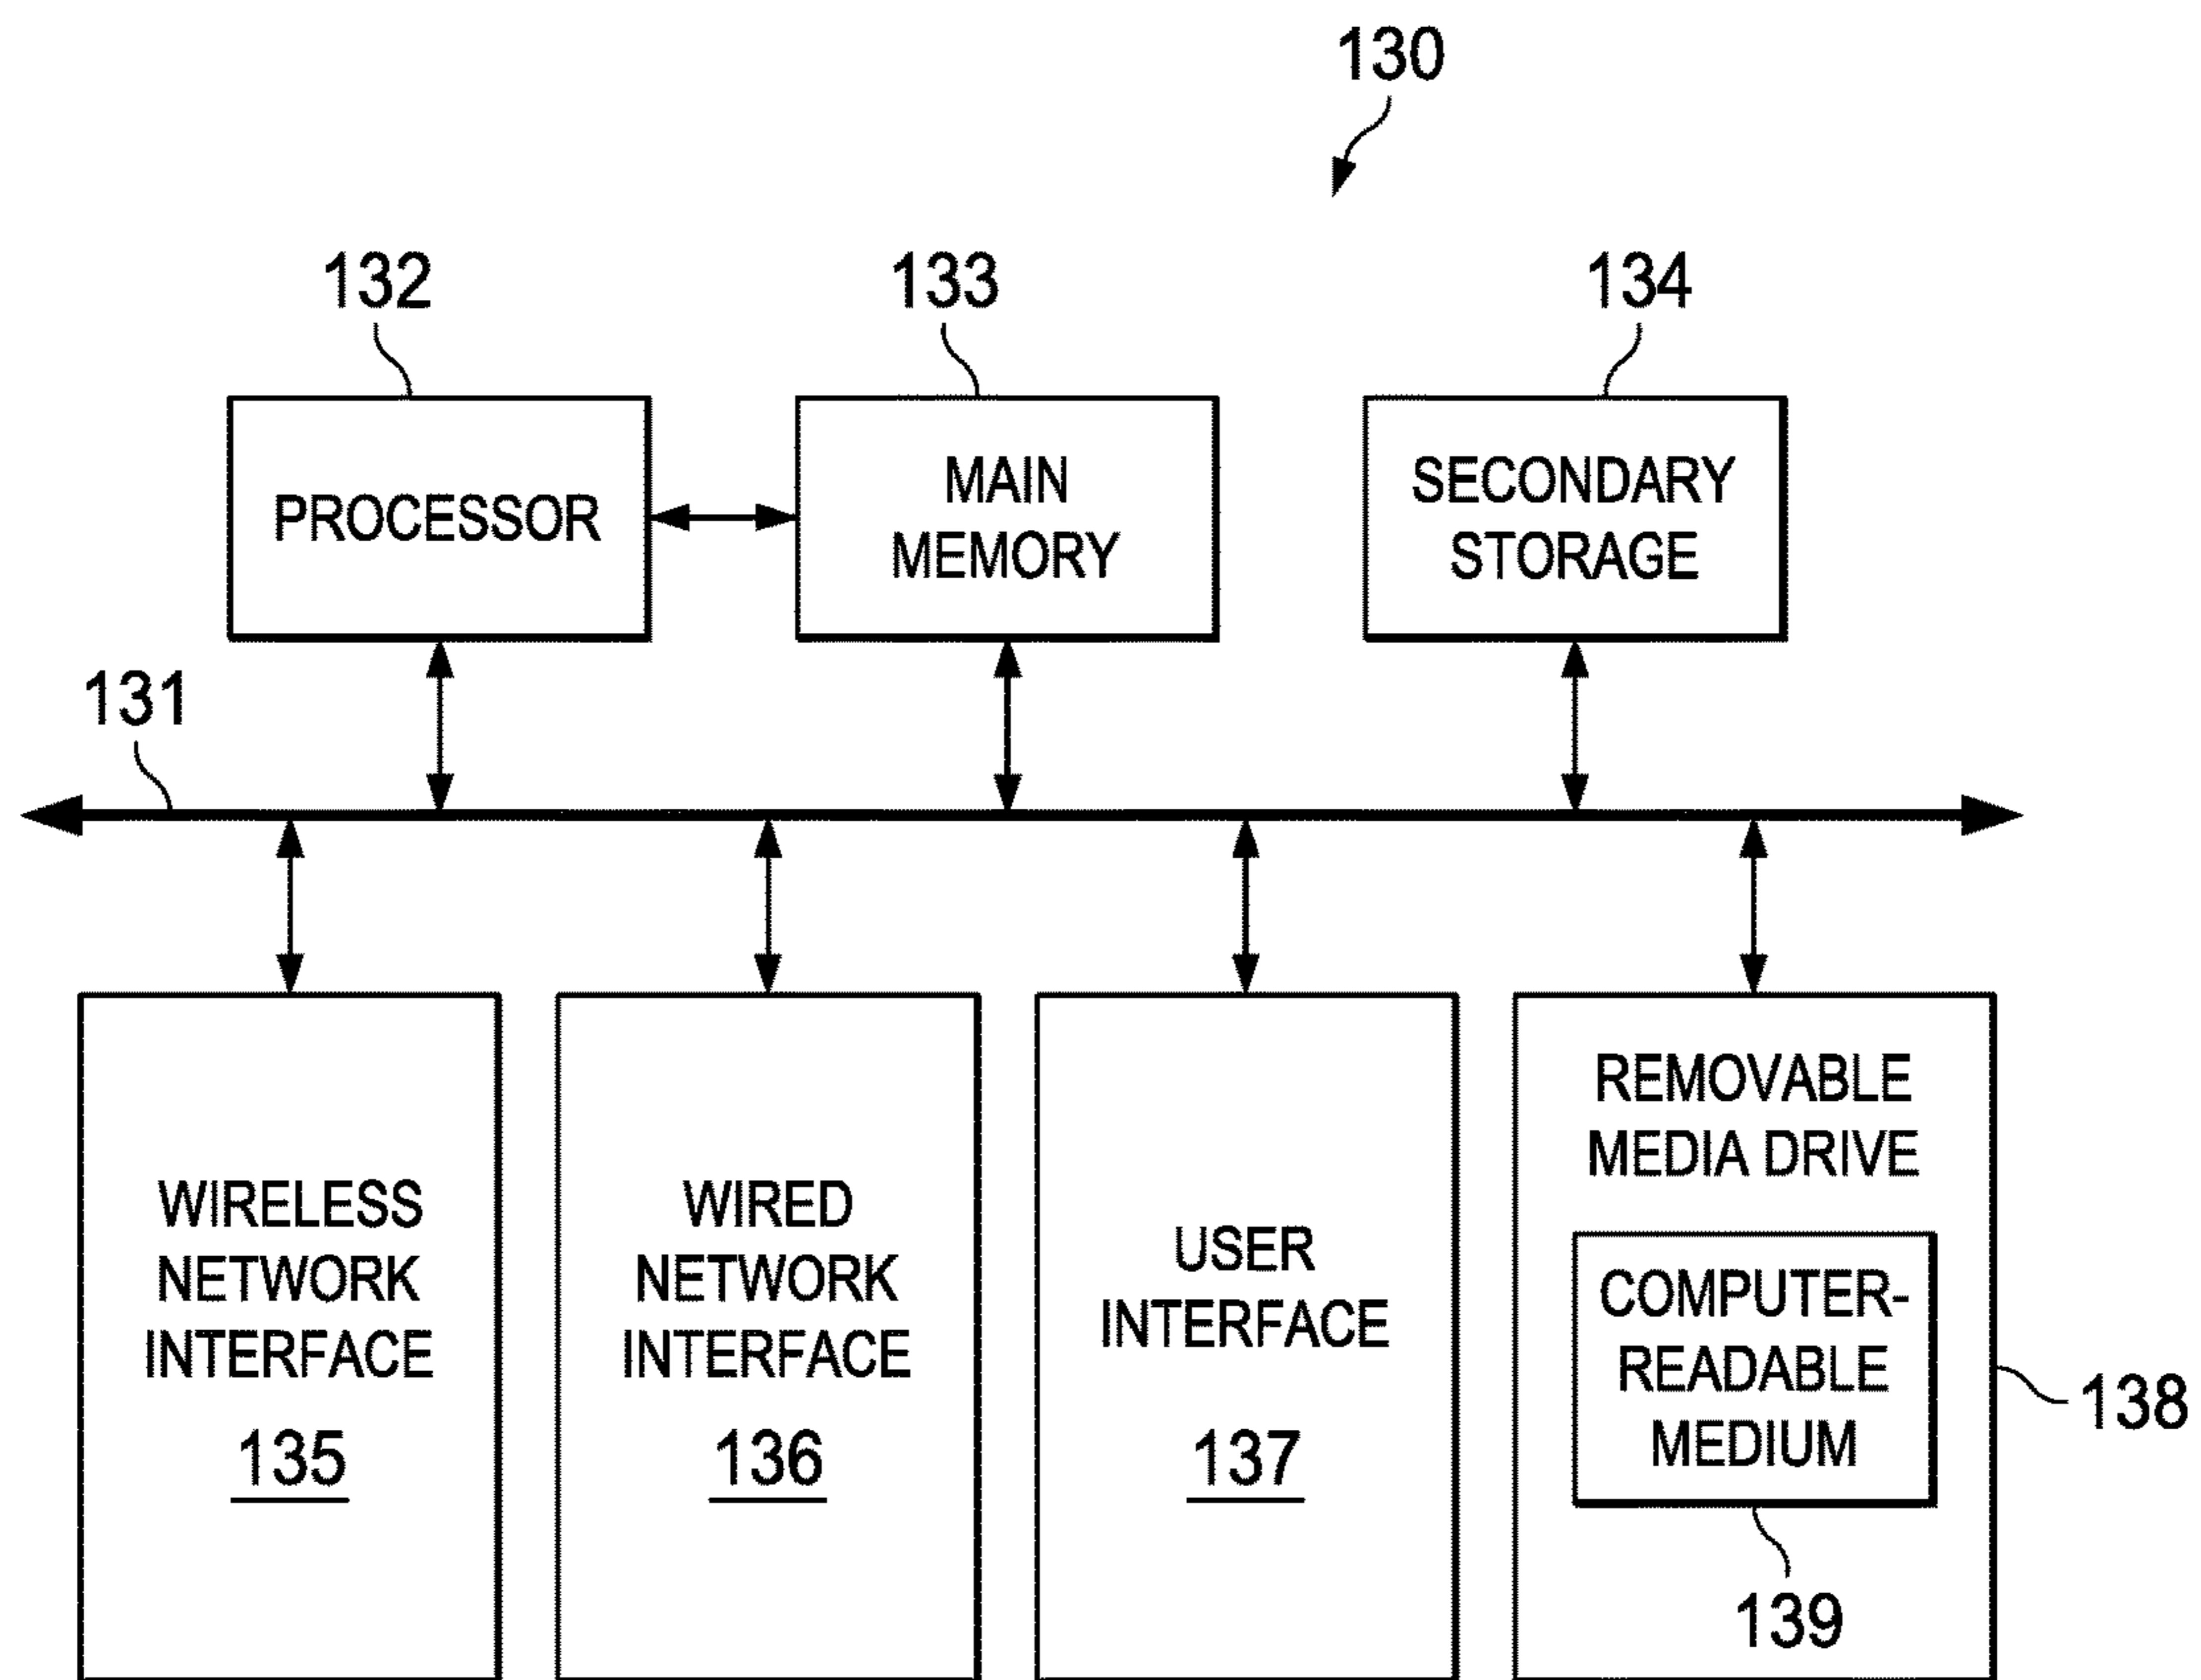 130
132
133
134
PROCESSOR
MAIN
MEMORY
SECONDARY
STORAGE
131
WIRELESS
NETWORK
INTERFACE
135
WIRED
NETWORK
INTERFACE
136
USER
INTERFACE
137
REMOVABLE
MEDIA DRIVE
COMPUTER-
READABLE
MEDIUM
138
139